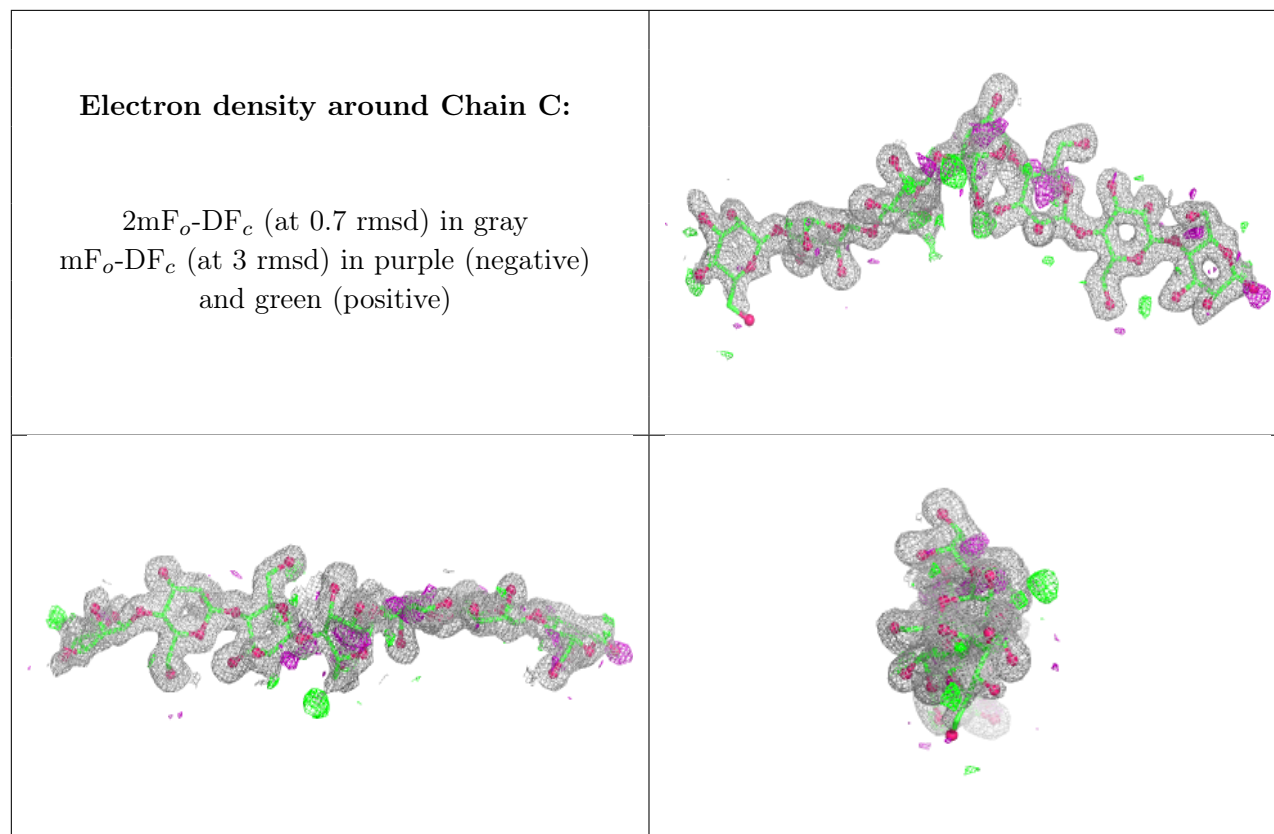 Electron density around Chain C:
2mFₒ-DF𝒸 (at 0.7 rmsd) in gray
mFₒ-DF𝒸 (at 3 rmsd) in purple (negative)
and green (positive)